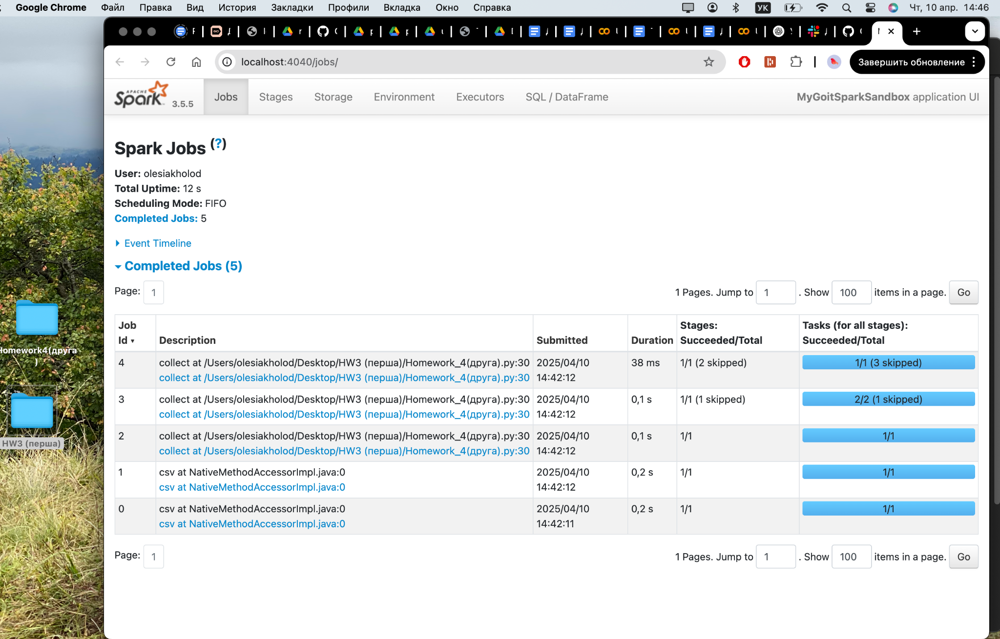 Google Chrome Файл Правка Вид История Закладки Профили Вкладка Окно Справка УК Чт, 10 апр. 14:46
localhost:4040/jobs/ Завершить обновление
APACHE Spark 3.5.5 Jobs Stages Storage Environment Executors SQL / DataFrame MyGoitSparkSandbox application UI
Spark Jobs (?)
User: olesiakholod
Total Uptime: 12 s
Scheduling Mode: FIFO
Completed Jobs: 5
Event Timeline
Completed Jobs (5)
Page: 1 1 Pages. Jump to 1 . Show 100 items in a page. Go
Job Id Description Submitted Duration Stages: Succeeded/Total Tasks (for all stages): Succeeded/Total
4 collect at /Users/olesiakholod/Desktop/HW3 (перша)/Homework_4(друга).py:30 2025/04/10 38 ms 1/1 (2 skipped) 1/1 (3 skipped)
collect at /Users/olesiakholod/Desktop/HW3 (перша)/Homework_4(друга).py:30 14:42:12
3 collect at /Users/olesiakholod/Desktop/HW3 (перша)/Homework_4(друга).py:30 2025/04/10 0,1 s 1/1 (1 skipped) 2/2 (1 skipped)
collect at /Users/olesiakholod/Desktop/HW3 (перша)/Homework_4(друга).py:30 14:42:12
2 collect at /Users/olesiakholod/Desktop/HW3 (перша)/Homework_4(друга).py:30 2025/04/10 0,1 s 1/1 1/1
collect at /Users/olesiakholod/Desktop/HW3 (перша)/Homework_4(друга).py:30 14:42:12
1 csv at NativeMethodAccessorImpl.java:0 2025/04/10 0,2 s 1/1 1/1
csv at NativeMethodAccessorImpl.java:0 14:42:12
0 csv at NativeMethodAccessorImpl.java:0 2025/04/10 0,2 s 1/1 1/1
csv at NativeMethodAccessorImpl.java:0 14:42:11
Page: 1 1 Pages. Jump to 1 . Show 100 items in a page. Go
Homework4(друга
)
HW3 (перша)